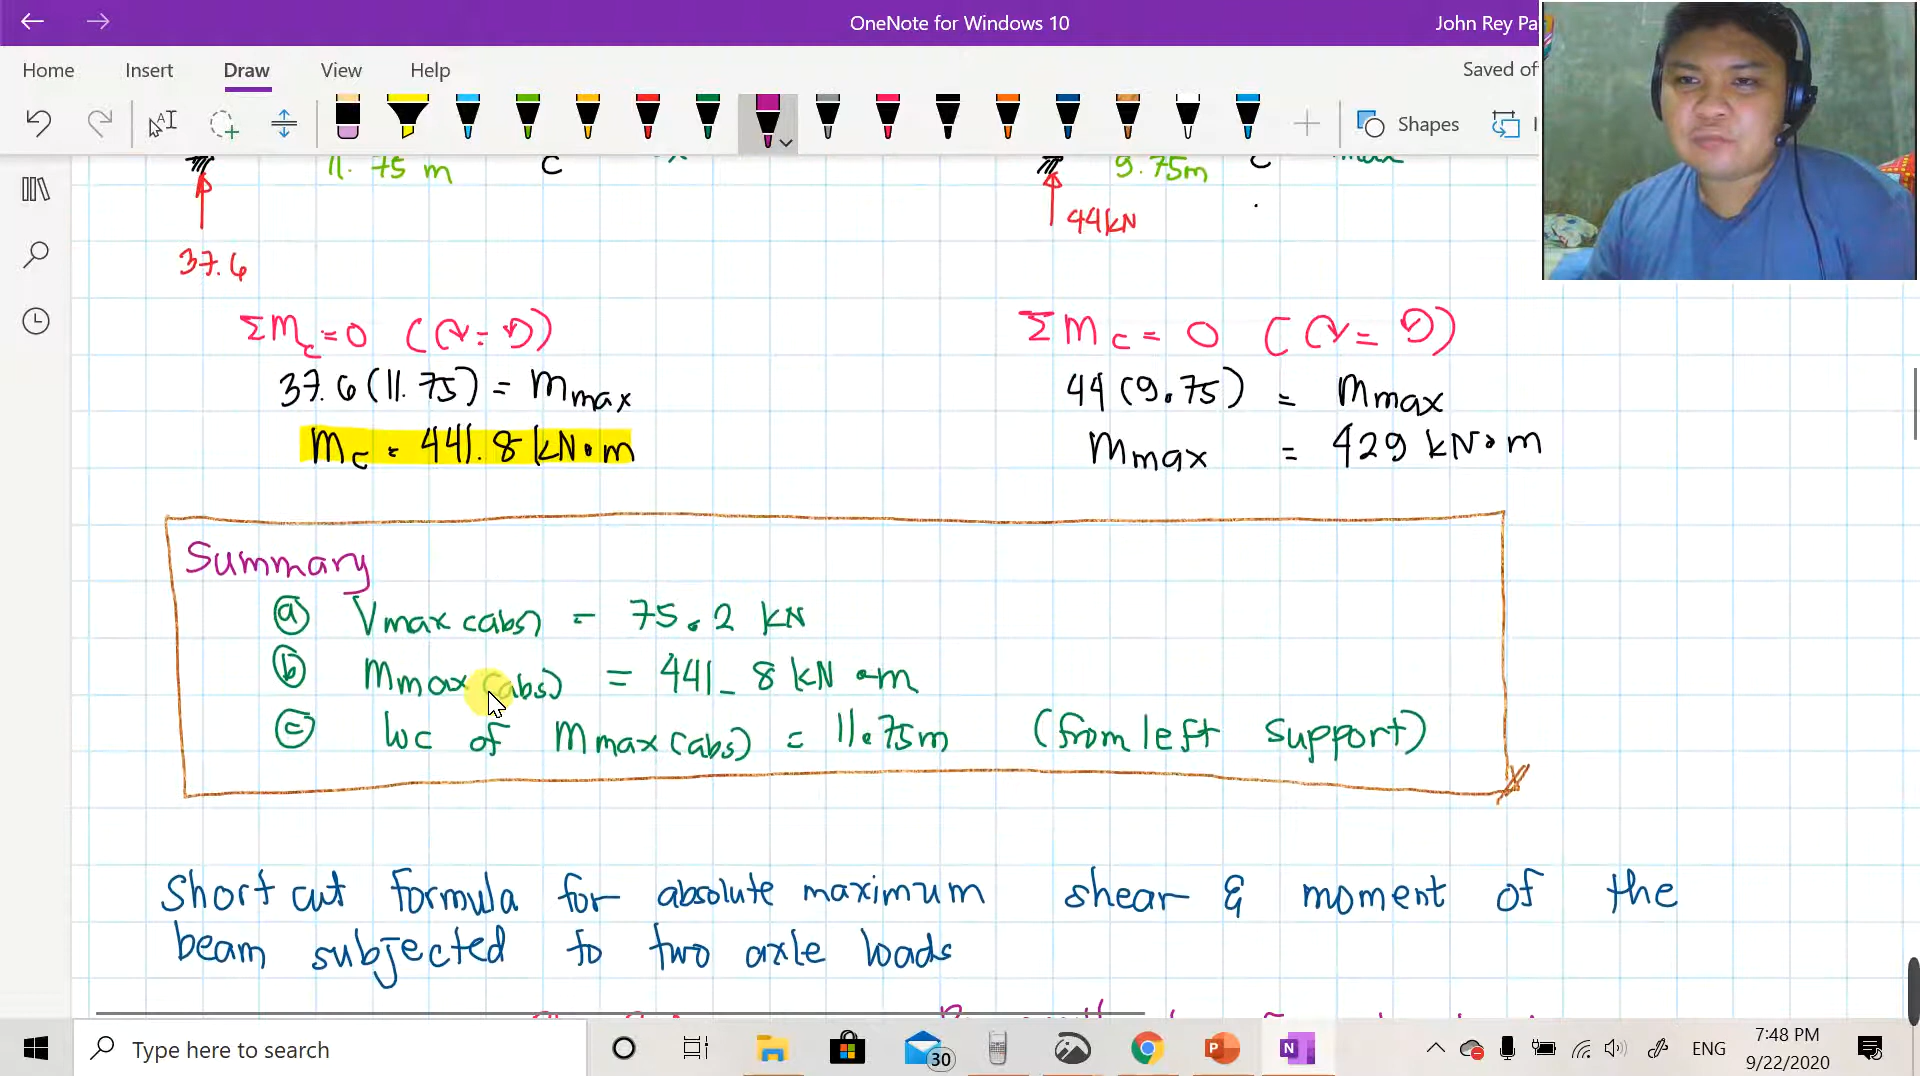 OneNote for Windows 10
John Rey Pa
Home Insert Draw View Help
Saved of
Shapes
11.75 m C
9.75m C max
37.6
44kN
ΣMc=0 (↷=↶)
37.6(11.75) = Mmax
Mc = 441.8 kN•m
ΣMc = 0 (↷=↶)
44(9.75) = Mmax
Mmax = 429 kN•m
Summary
(a) Vmax(abs) = 75.2 kN
(b) Mmax(abs) = 441.8 kN•m
(c) loc of Mmax(abs) = 11.75m (from left support)
Short cut formula for absolute maximum shear & moment of the
beam subjected to two axle loads
Type here to search
30
ENG
7:48 PM
9/22/2020